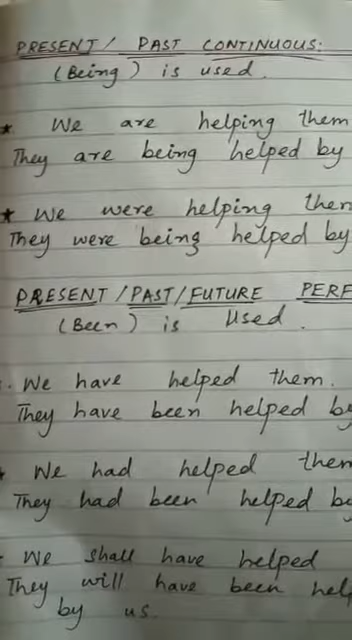 PRESENT / PAST CONTINUOUS:
(Being) is used.
* We are helping them
They are being helped by
* We were helping them
They were being helped by
PRESENT / PAST / FUTURE PERF
(Been) is used.
. We have helped them.
They have been helped by
* We had helped them
They had been helped by
We shall have helped
They will have been help
by us.